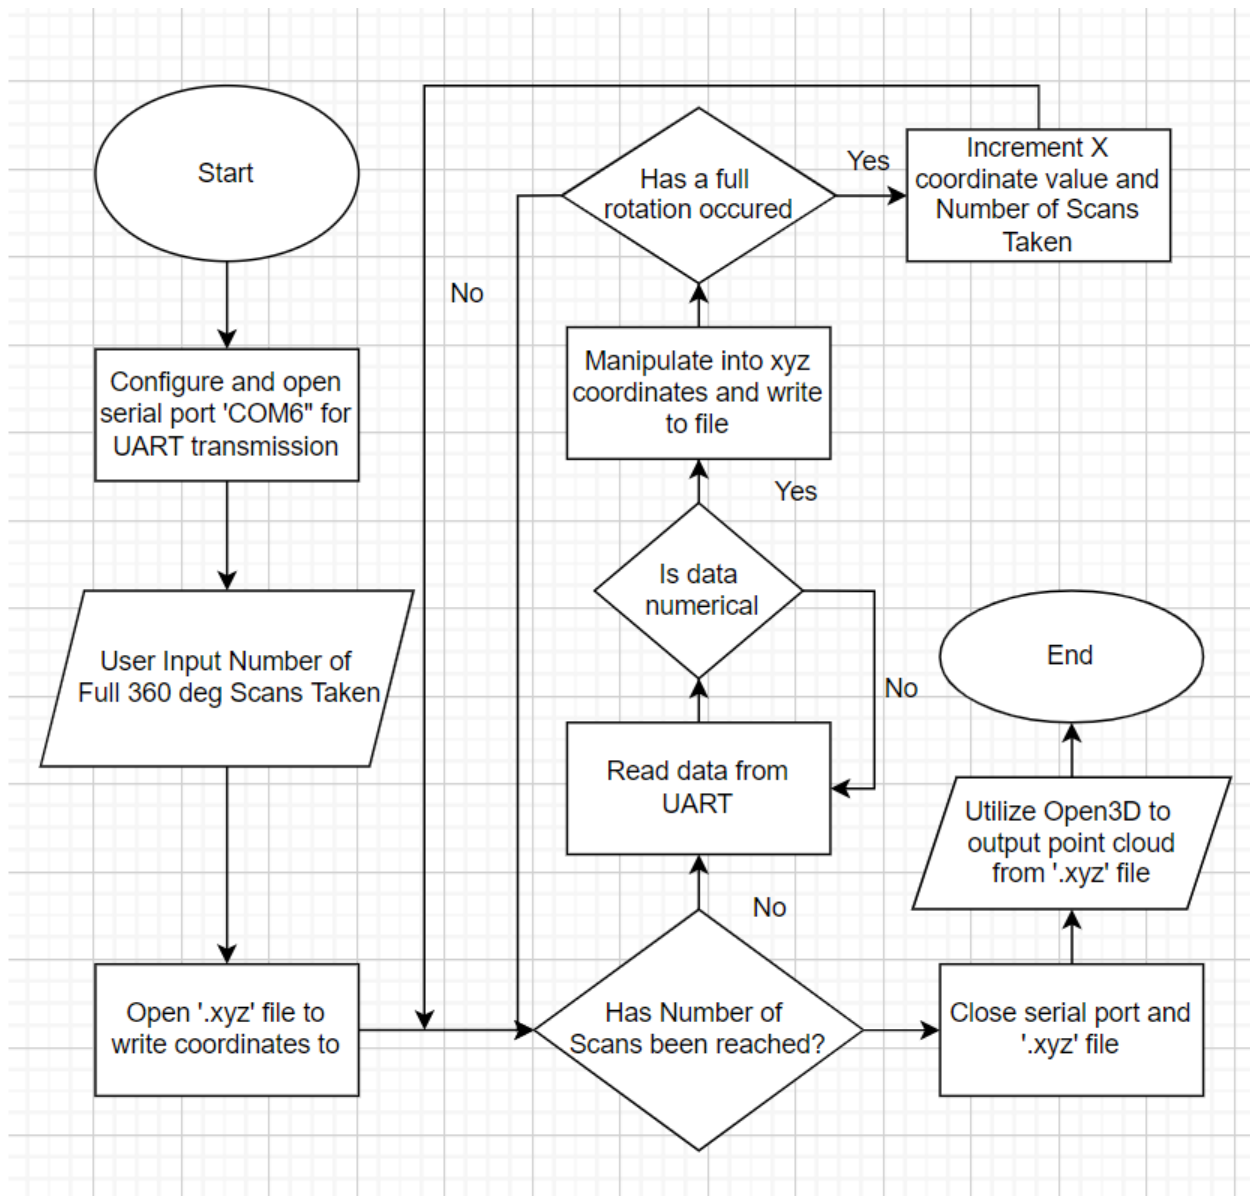 Start
Configure and open
serial port 'COM6" for
UART transmission
User Input Number of
Full 360 deg Scans Taken
Open '.xyz' file to
write coordinates to
Has Number of
Scans been reached?
No
Read data from
UART
Is data
numerical
No
Yes
Manipulate into xyz
coordinates and write
to file
Has a full
rotation occured
No
Yes
Increment X
coordinate value and
Number of Scans
Taken
Close serial port and
'.xyz' file
Utilize Open3D to
output point cloud
from '.xyz' file
End